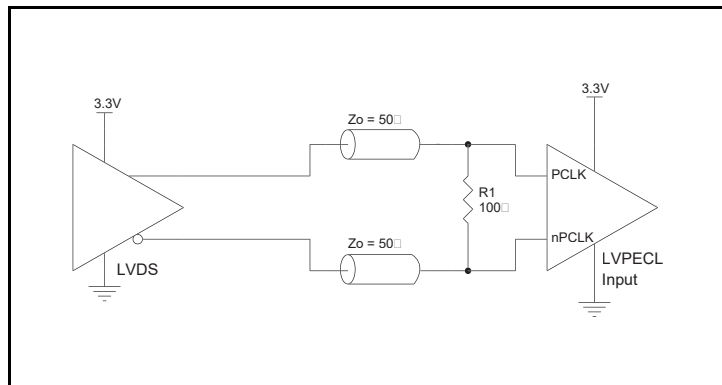 3.3V
3.3V
Zo = 50□
PCLK
R1
100□
nPCLK
Zo = 50□
LVDS
LVPECL
Input